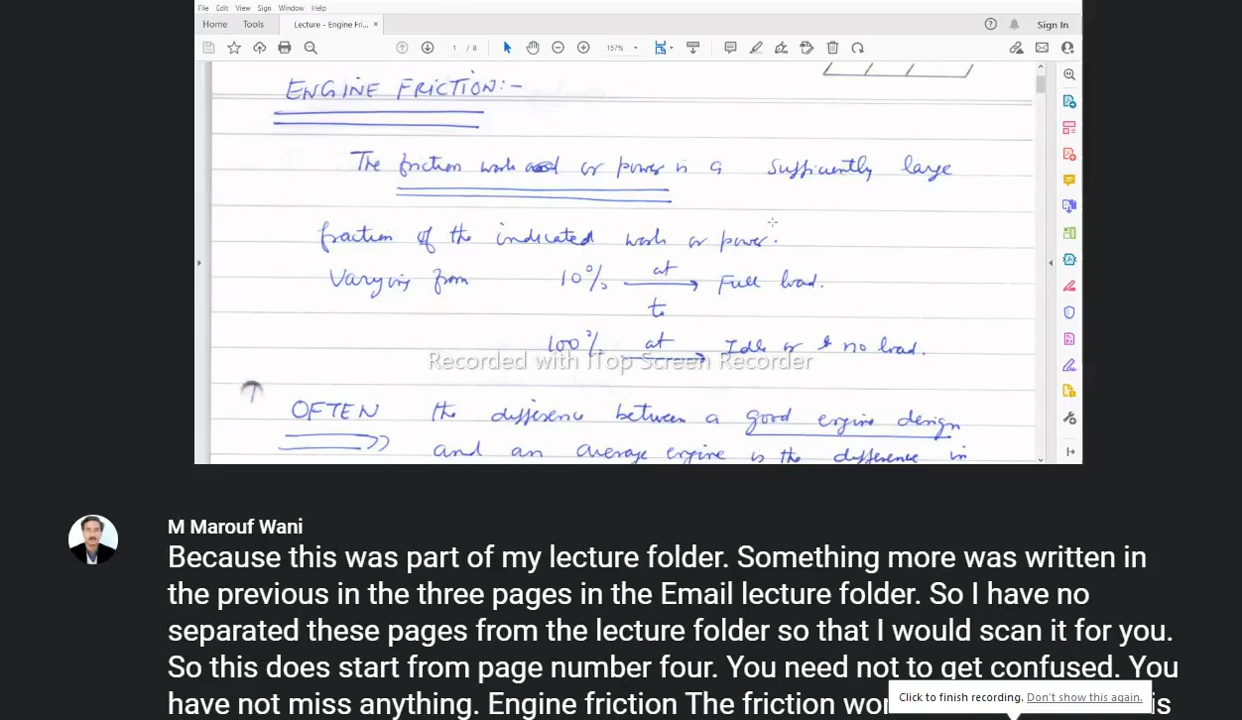 File Edit View Sign Window Help
Home Tools Lecture - Engine Fri... × Sign In
1 / 8 157%
ENGINE FRICTION:-
The friction work or power is a sufficiently large
fraction of the indicated work or power.
Varying from 10% at Full load.
to
100% at Idle or no load.
Recorded with iTop Screen Recorder
OFTEN the difference between a good engine design
and an average engine is the difference in
M Marouf Wani
Because this was part of my lecture folder. Something more was written in
the previous in the three pages in the Email lecture folder. So I have no
separated these pages from the lecture folder so that I would scan it for you.
So this does start from page number four. You need not to get confused. You
have not miss anything. Engine friction The friction wor is
Click to finish recording. Don't show this again.